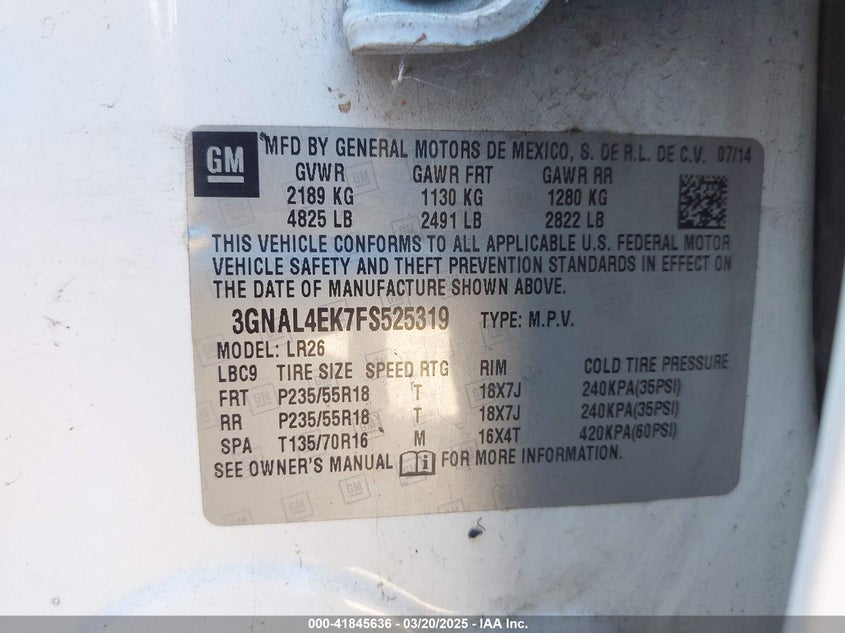 GM
MFD BY GENERAL MOTORS DE MEXICO, S. DE R.L. DE C.V. 07/14
GVWR GAWR FRT GAWR RR
2189 KG 1130 KG 1280 KG
4825 LB 2491 LB 2822 LB
THIS VEHICLE CONFORMS TO ALL APPLICABLE U.S. FEDERAL MOTOR
VEHICLE SAFETY AND THEFT PREVENTION STANDARDS IN EFFECT ON
THE DATE OF MANUFACTURE SHOWN ABOVE.
3GNAL4EK7FS525319 TYPE: M.P.V.
MODEL: LR26
LBC9 TIRE SIZE SPEED RTG RIM COLD TIRE PRESSURE
FRT P235/55R18 T 18X7J 240KPA(35PSI)
RR P235/55R18 T 18X7J 240KPA(35PSI)
SPA T135/70R16 M 16X4T 420KPA(60PSI)
SEE OWNER'S MANUAL FOR MORE INFORMATION.
000-41845636 - 03/20/2025 - IAAI.com